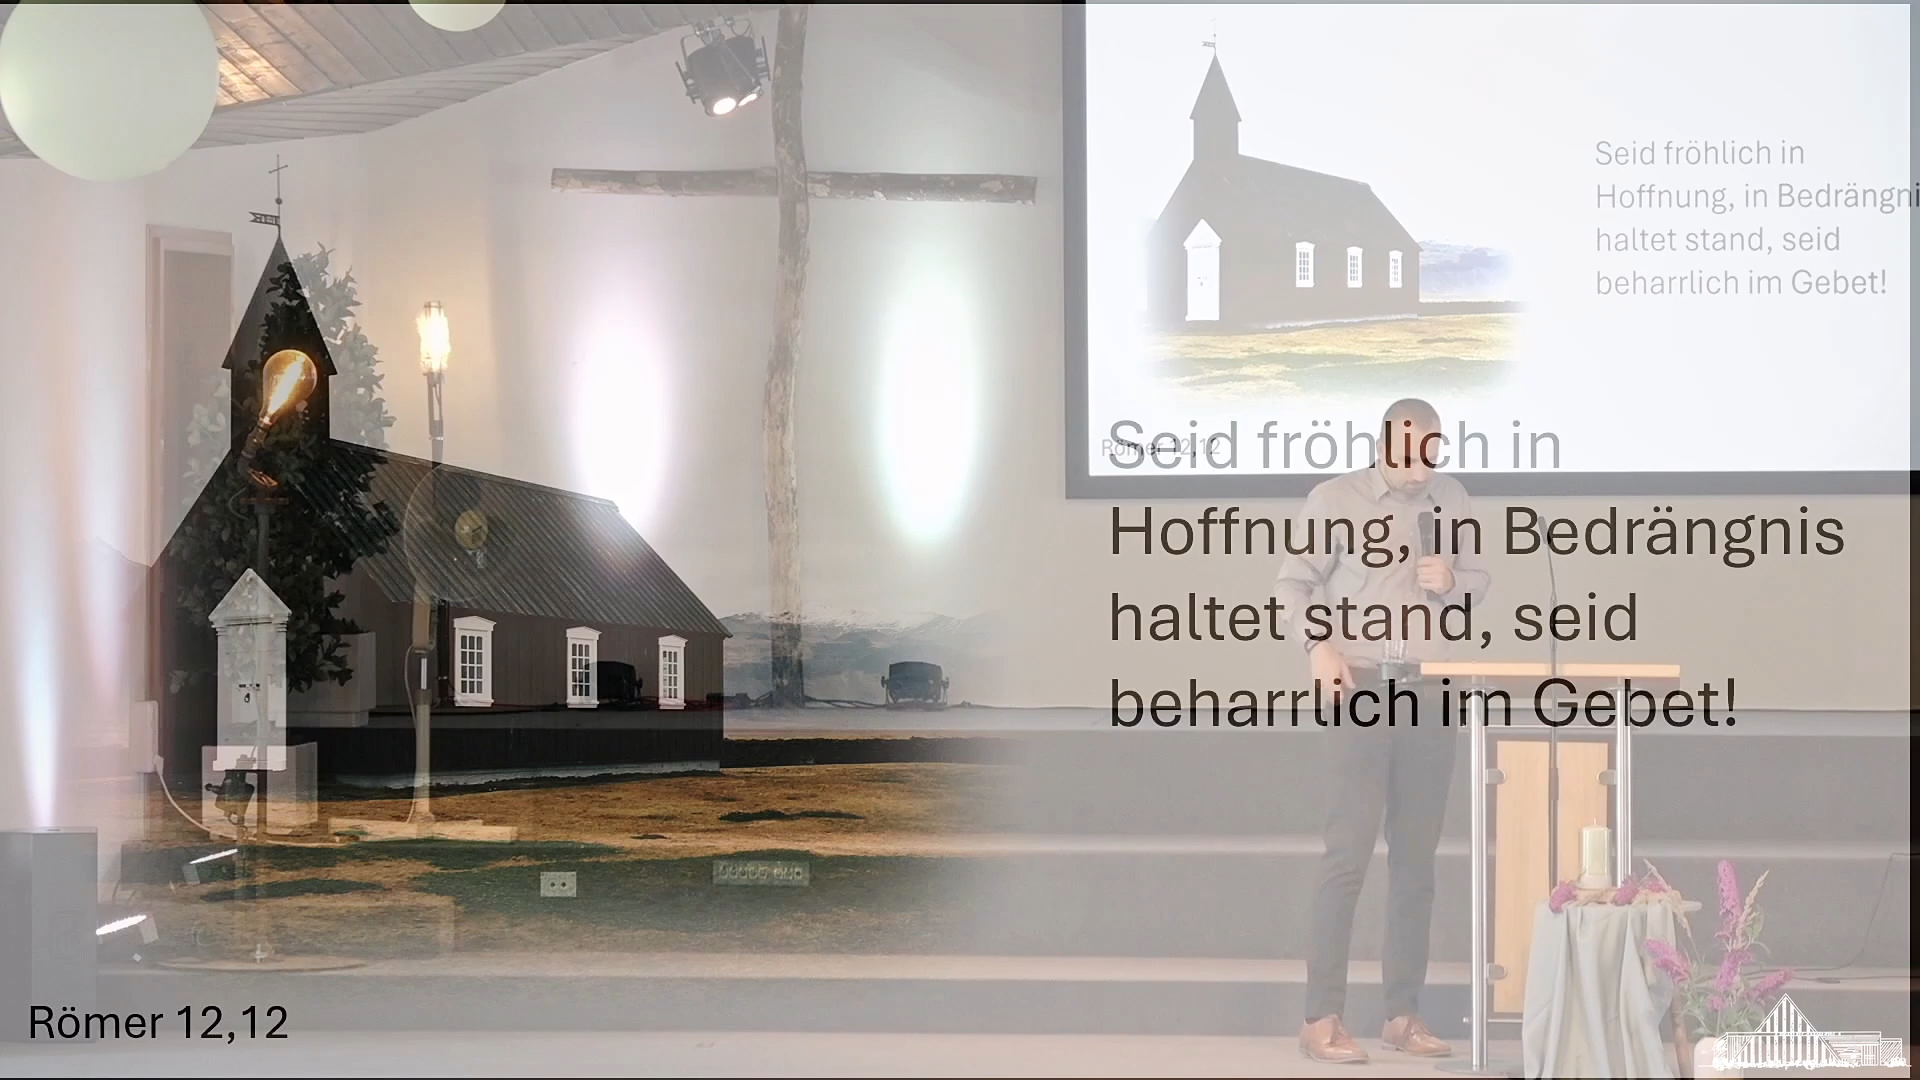 Seid fröhlich in
Hoffnung, in Bedrängni
haltet stand, seid
beharrlich im Gebet!
Römer 12,12
Seid fröhlich in
Hoffnung, in Bedrängnis
haltet stand, seid
beharrlich im Gebet!
Römer 12,12